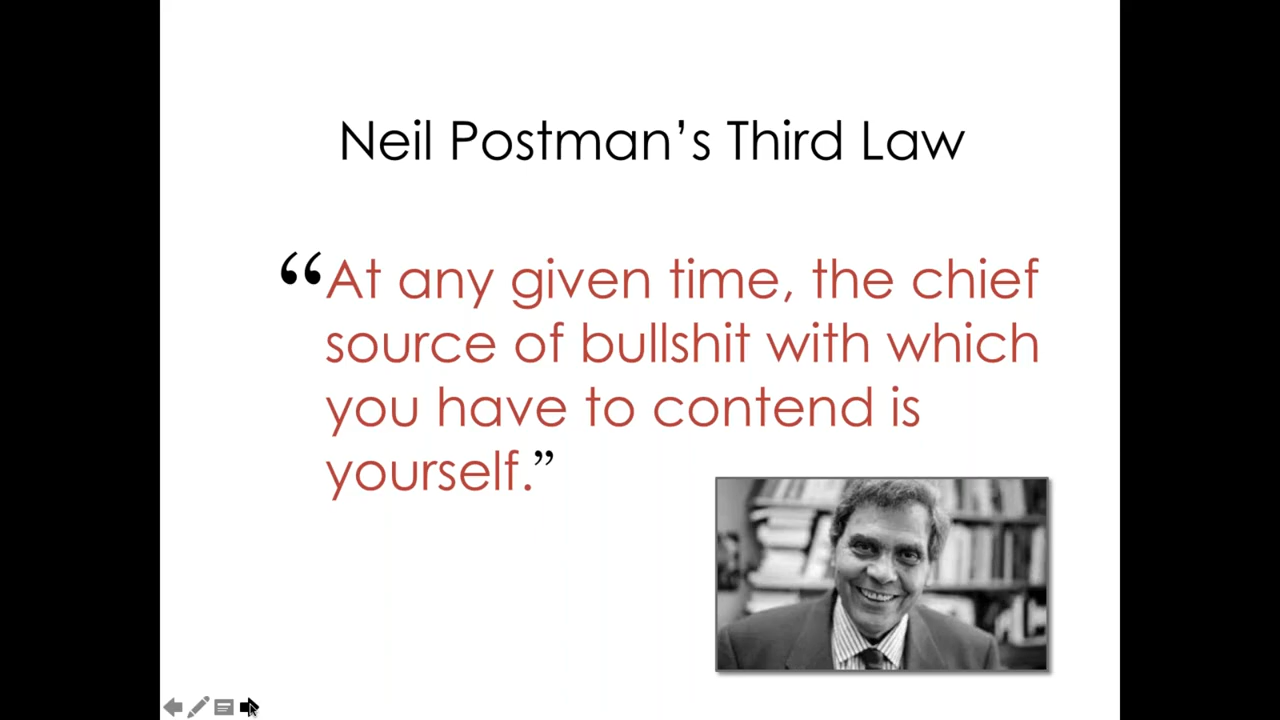 Neil Postman’s Third Law
“At any given time, the chief
source of bullshit with which
you have to contend is
yourself.”